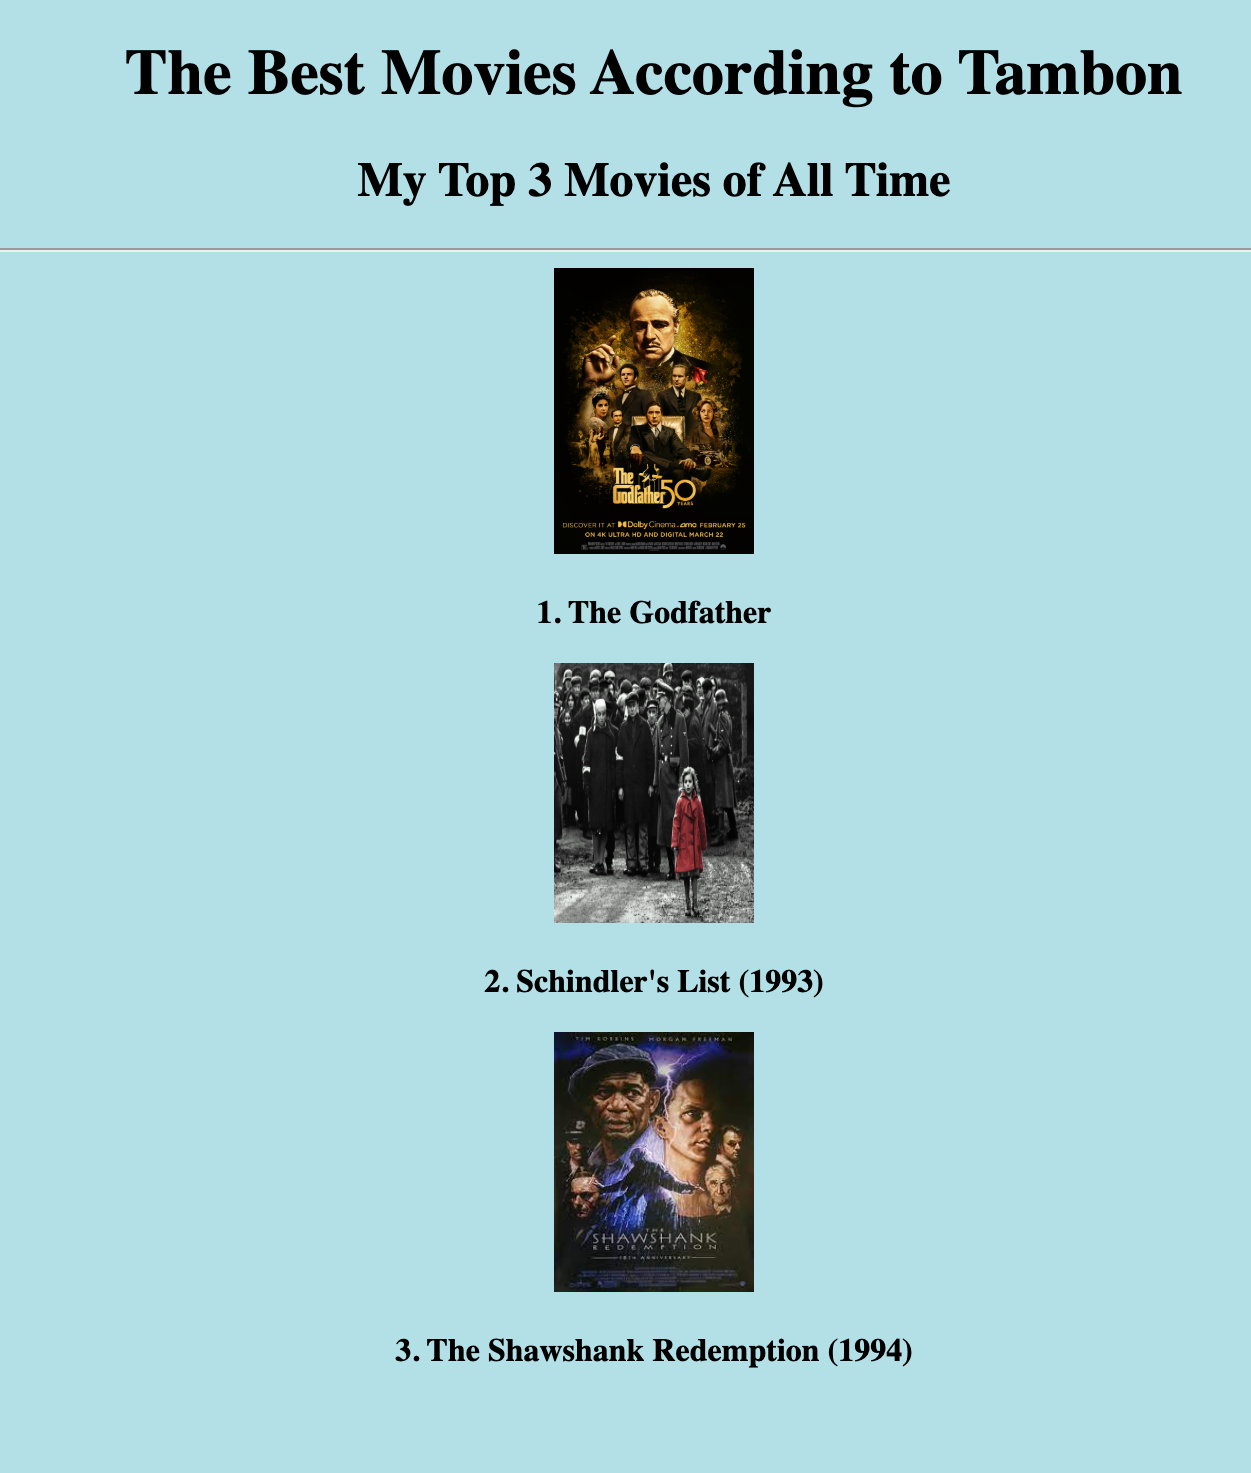 The Best Movies According to Tambon
My Top 3 Movies of All Time
The
Godfather 50
YEARS
DISCOVER IT AT Dolby Cinema AT amc FEBRUARY 25
ON 4K ULTRA HD AND DIGITAL MARCH 22
1. The Godfather
2. Schindler's List (1993)
TIM ROBBINS MORGAN FREEMAN
THE
SHAWSHANK
REDEMPTION
10TH ANNIVERSARY
3. The Shawshank Redemption (1994)